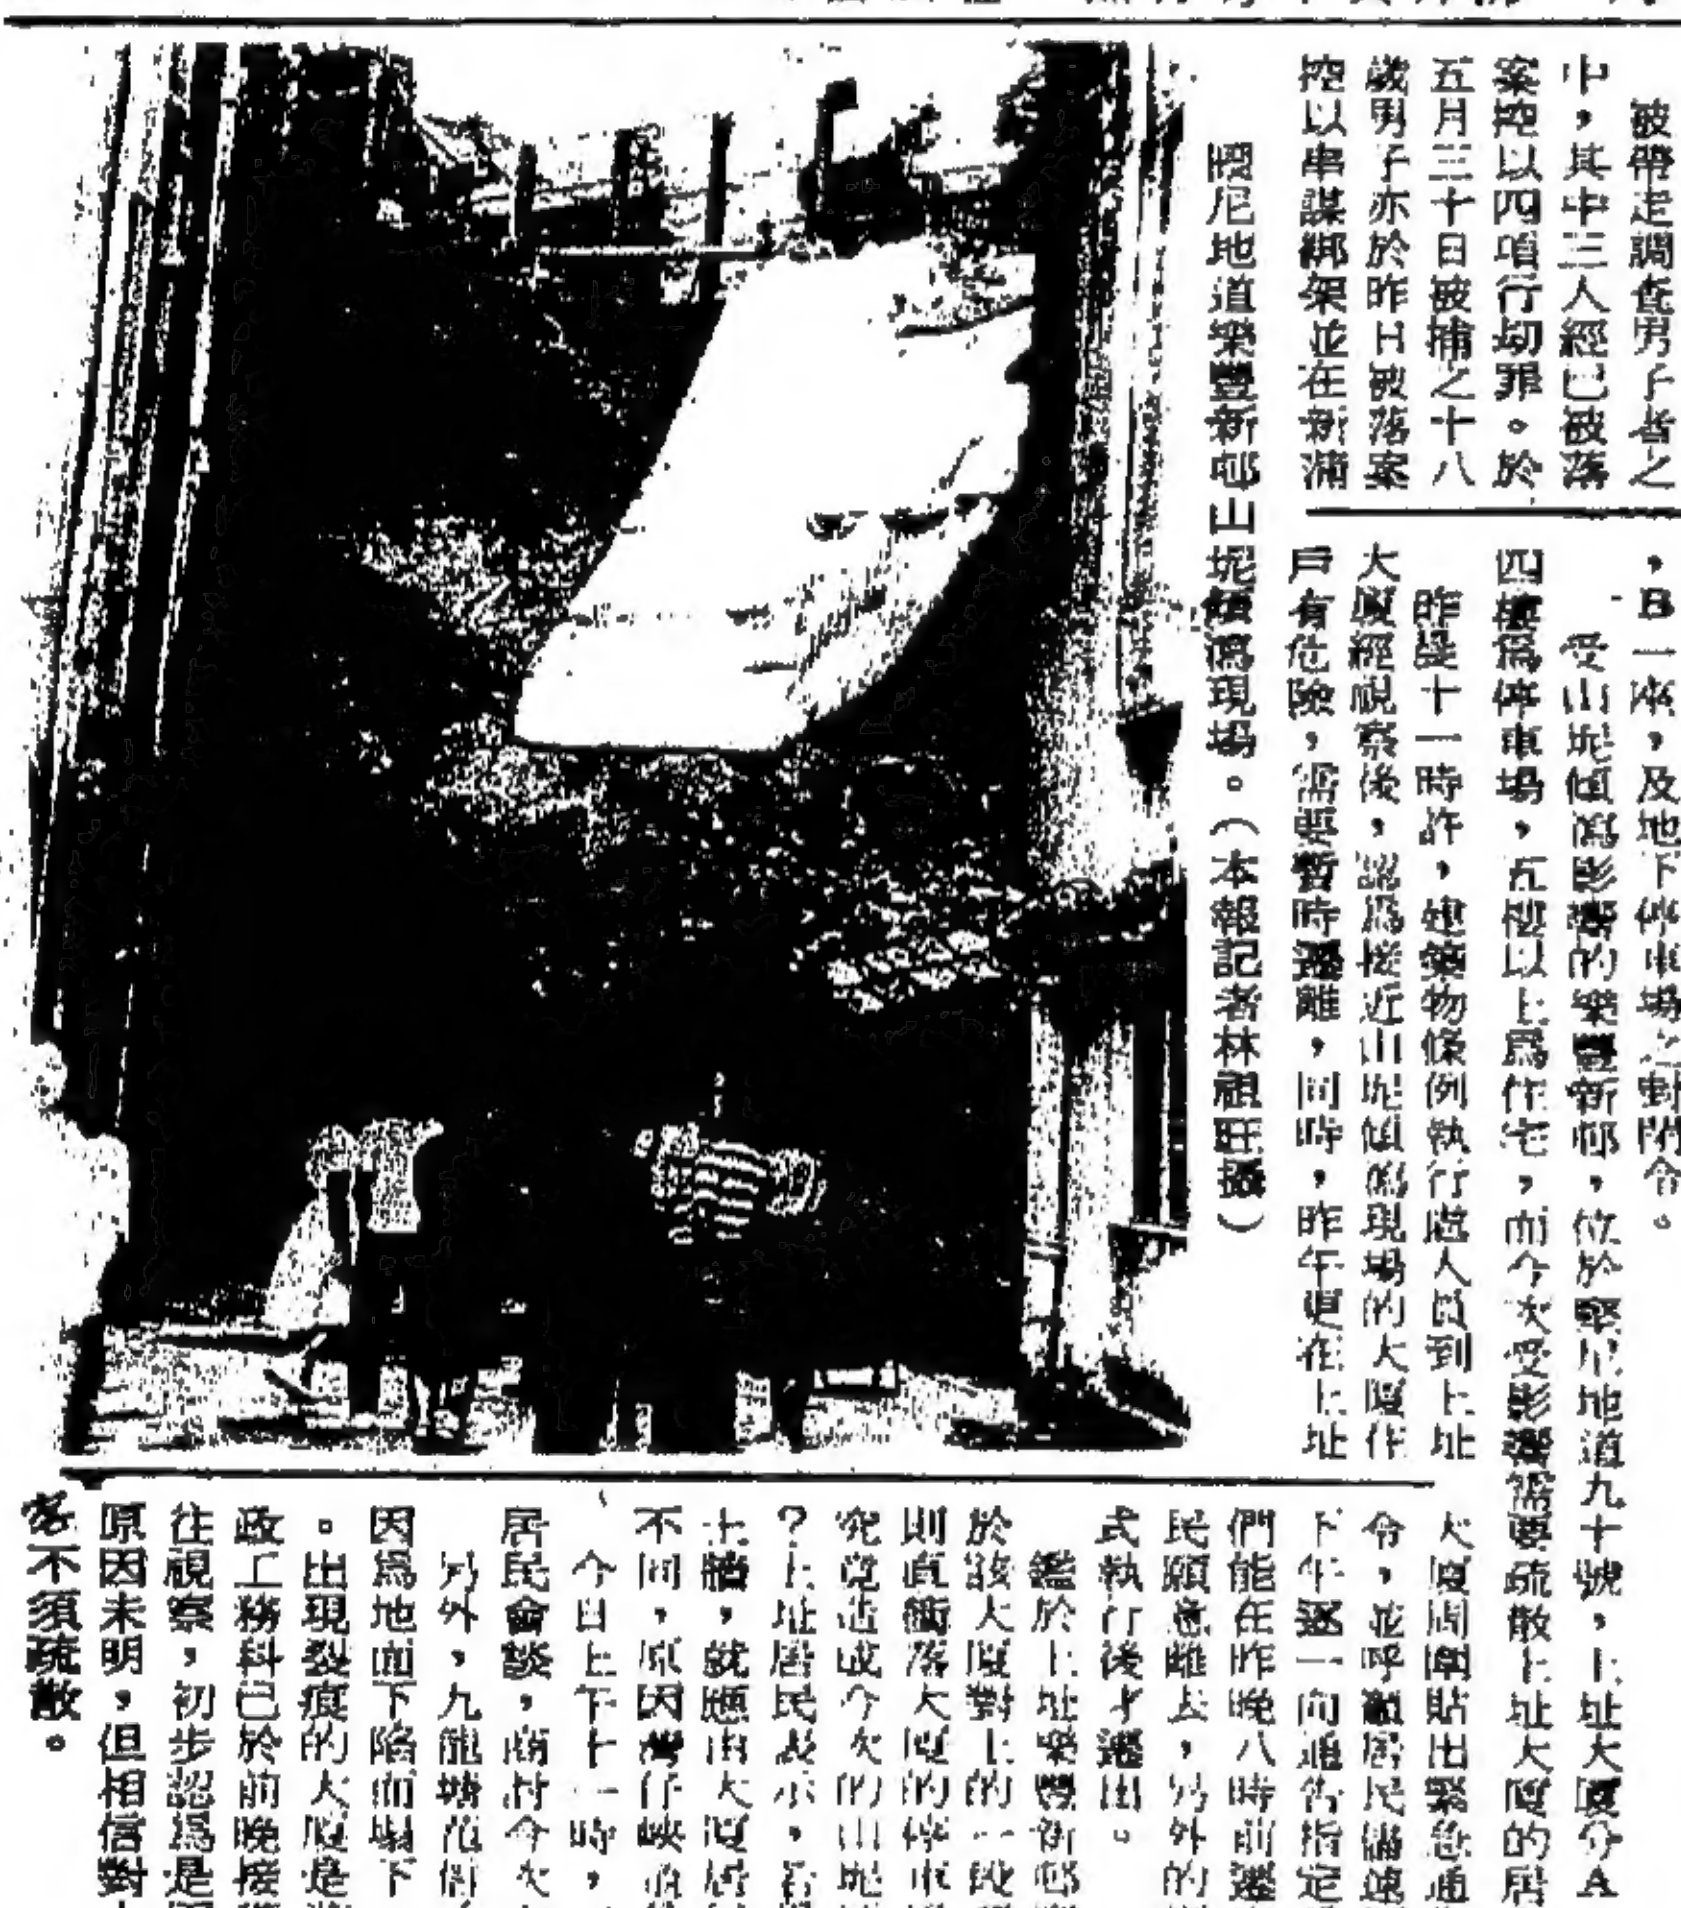 被帶走調查男子者之
中，其中三人經已被落
案控以四項行刧罪。於
五月三十日被捕之十八
歲男子亦於昨日被落案
控以串謀綁架並在新蒲
，B一座，及地下停車場之封閉令。
受山坭傾瀉影響的樂豐新邨，位於堅尼地道九十號，上址大廈分A
四樓爲停車場，五樓以上爲住宅，而今次受影響需要疏散上址大廈的居
昨晨十一時許，建築物條例執行處人員到上址
大廈經視察後，認爲接近山坭傾瀉現場的大廈住
戶有危險，需要暫時遷離，同時，昨午更在上址
堅尼地道樂豐新邨山坭傾瀉現場。（本報記者林祖旺攝）
大廈周圍貼出緊急通
令，並呼籲居民儘速
下午逐一向通告指定
們能在昨晚八時前遷
民願意離去，另外的
式執行後才遷出。
鑑於上址樂豐新邨
於該大廈對上的一段
則直衝落大廈的停車
究竟造成今次的山坭
？上址居民表示，若
土牆，就應由大廈居
不同，原因灣仔峽道
今日上午十一時，
居民會談，商討今次
另外，九龍塘花
因爲地面下陷而塌下
。出現裂痕的大廈是
政工務科已於前晚接
往視察，初步認爲是
原因未明，但相信對
客不須疏散。